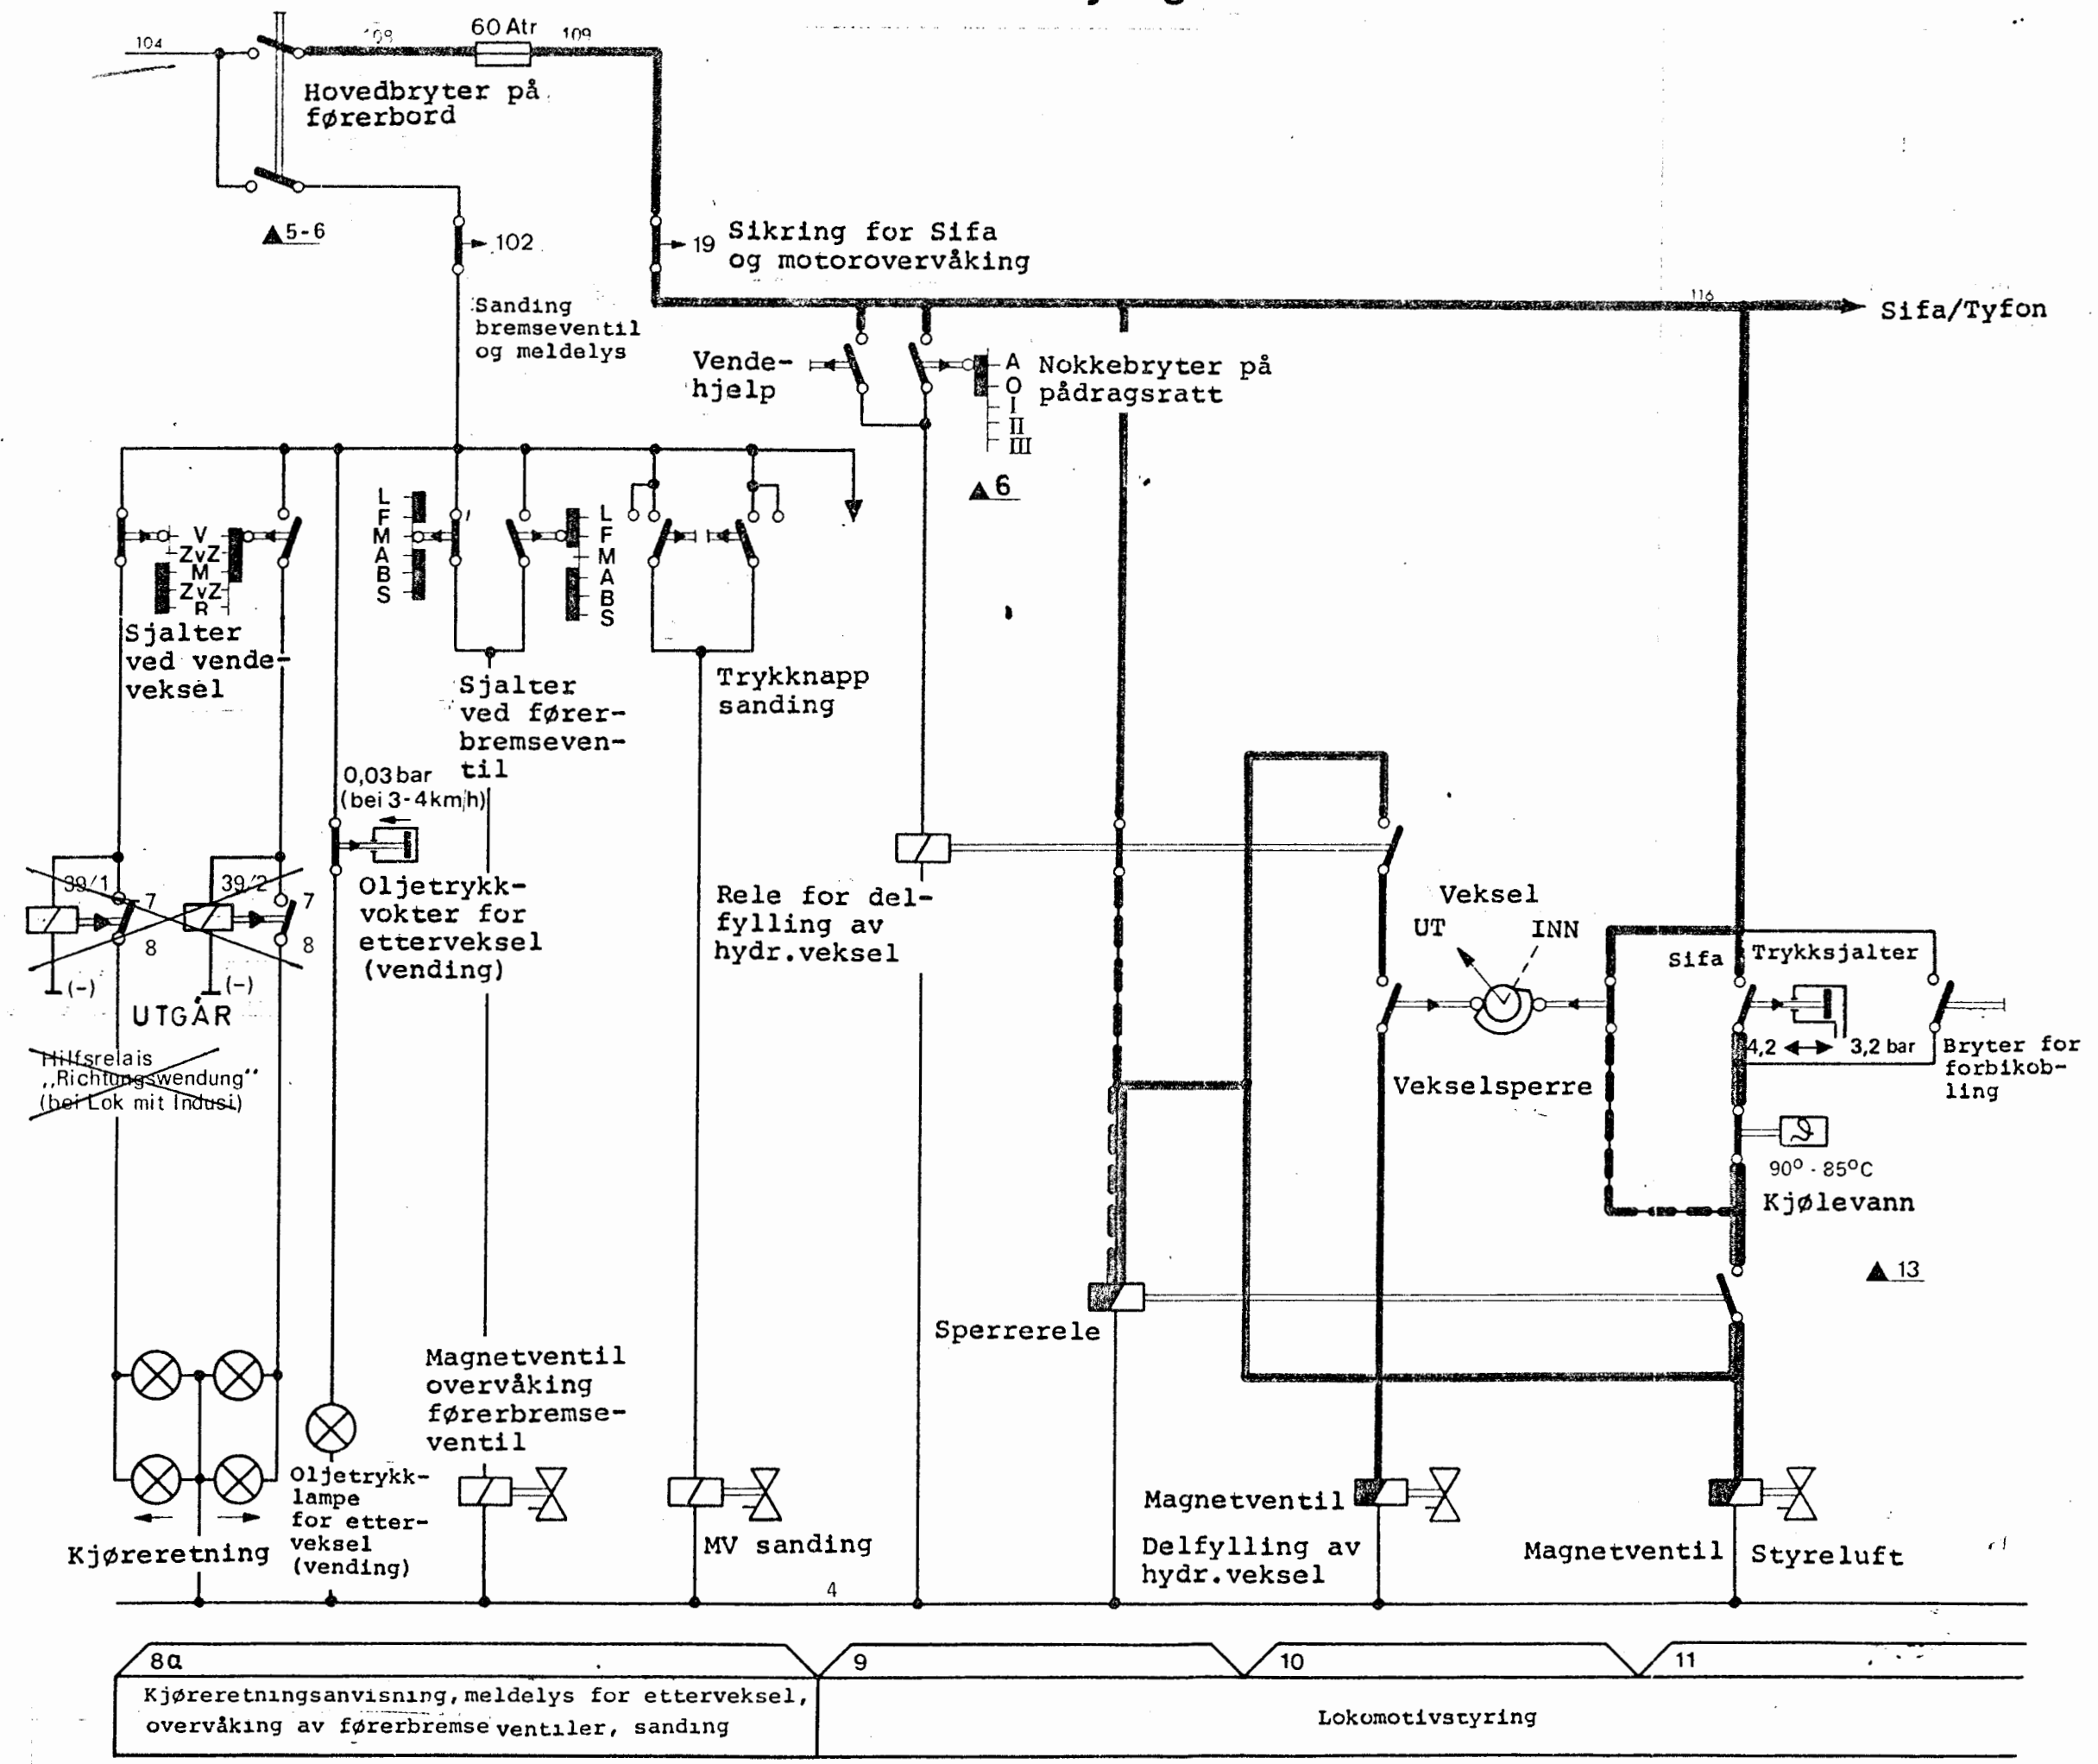 104
109
60 Atr
109
Hovedbryter på
førerbord
5-6
102
19
Sikring for Sifa
og motorovervåking
116
Sifa/Tyfon
Sanding
bremseventil
og meldelys
Vende-
hjelp
A
O
I
II
III
Nokkebryter på
pådragsratt
6
V
ZvZ
M
ZvZ
R
L
F
M
A
B
S
L
F
M
A
B
S
Sjalter
ved vende-
veksel
Sjalter
ved fører-
bremseven-
til
Trykknapp
sanding
0,03 bar
(bei 3-4km/h)
39/1
7
8
(-)
39/2
7
8
(-)
UTGÅR
Hilfsrelais
„Richtungswendung"
(bei Lok mit Indusi)
Oljetrykk-
vokter for
etterveksel
(vending)
Rele for del-
fylling av
hydr.veksel
Veksel
UT
INN
Vekselsperre
Sifa
Trykksjalter
4,2
3,2 bar
Bryter for
forbikob-
ling
90° - 85°C
Kjølevann
13
Sperrerele
Magnetventil
overvåking
førerbremse-
ventil
Oljetrykk-
lampe
for etter-
veksel
(vending)
Kjøreretning
MV sanding
Magnetventil
Delfylling av
hydr.veksel
Magnetventil
Styreluft
4
8a
9
10
11
Kjøreretningsanvisning, meldelys for etterveksel,
overvåking av førerbremse ventiler, sanding
Lokomotivstyring